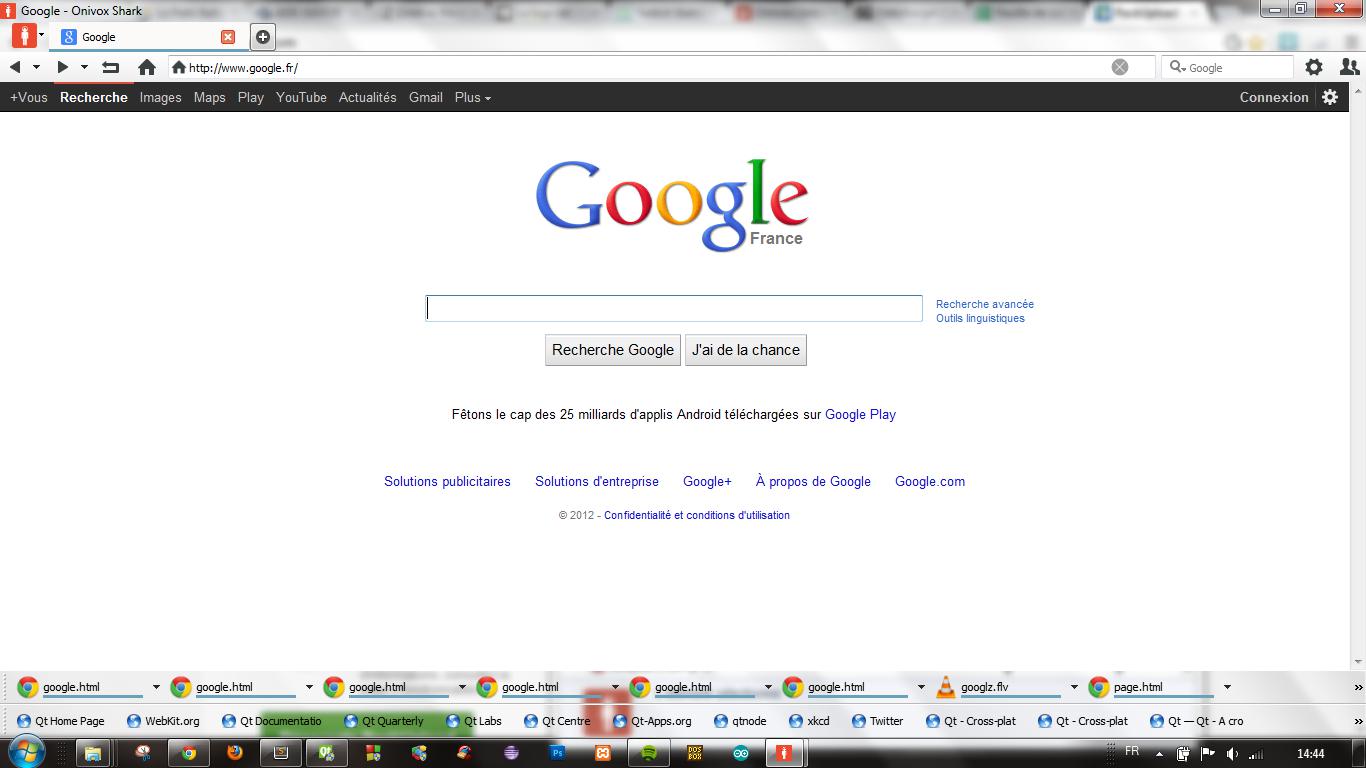 Google - Onivox Shark
Google
http://www.google.fr/
Google
+Vous Recherche Images Maps Play YouTube Actualités Gmail Plus
Connexion
Google
France
Recherche avancée
Outils linguistiques
Recherche Google J'ai de la chance
Fêtons le cap des 25 milliards d'applis Android téléchargées sur Google Play
Solutions publicitaires Solutions d'entreprise Google+ À propos de Google Google.com
© 2012 - Confidentialité et conditions d'utilisation
google.html google.html google.html google.html google.html google.html googlz.flv page.html »
Qt Home Page WebKit.org Qt Documentatio Qt Quarterly Qt Labs Qt Centre Qt-Apps.org qtnode xkcd Twitter Qt - Cross-plat Qt - Cross-plat Qt — Qt - A cro »
Ps DOS BOX FR 14:44